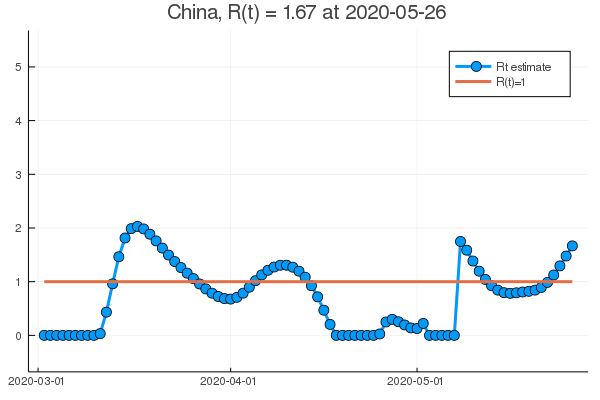 China, R(t) = 1.67 at 2020-05-26
Rt estimate
R(t)=1
5
4
3
2
1
0
2020-03-01 2020-04-01 2020-05-01